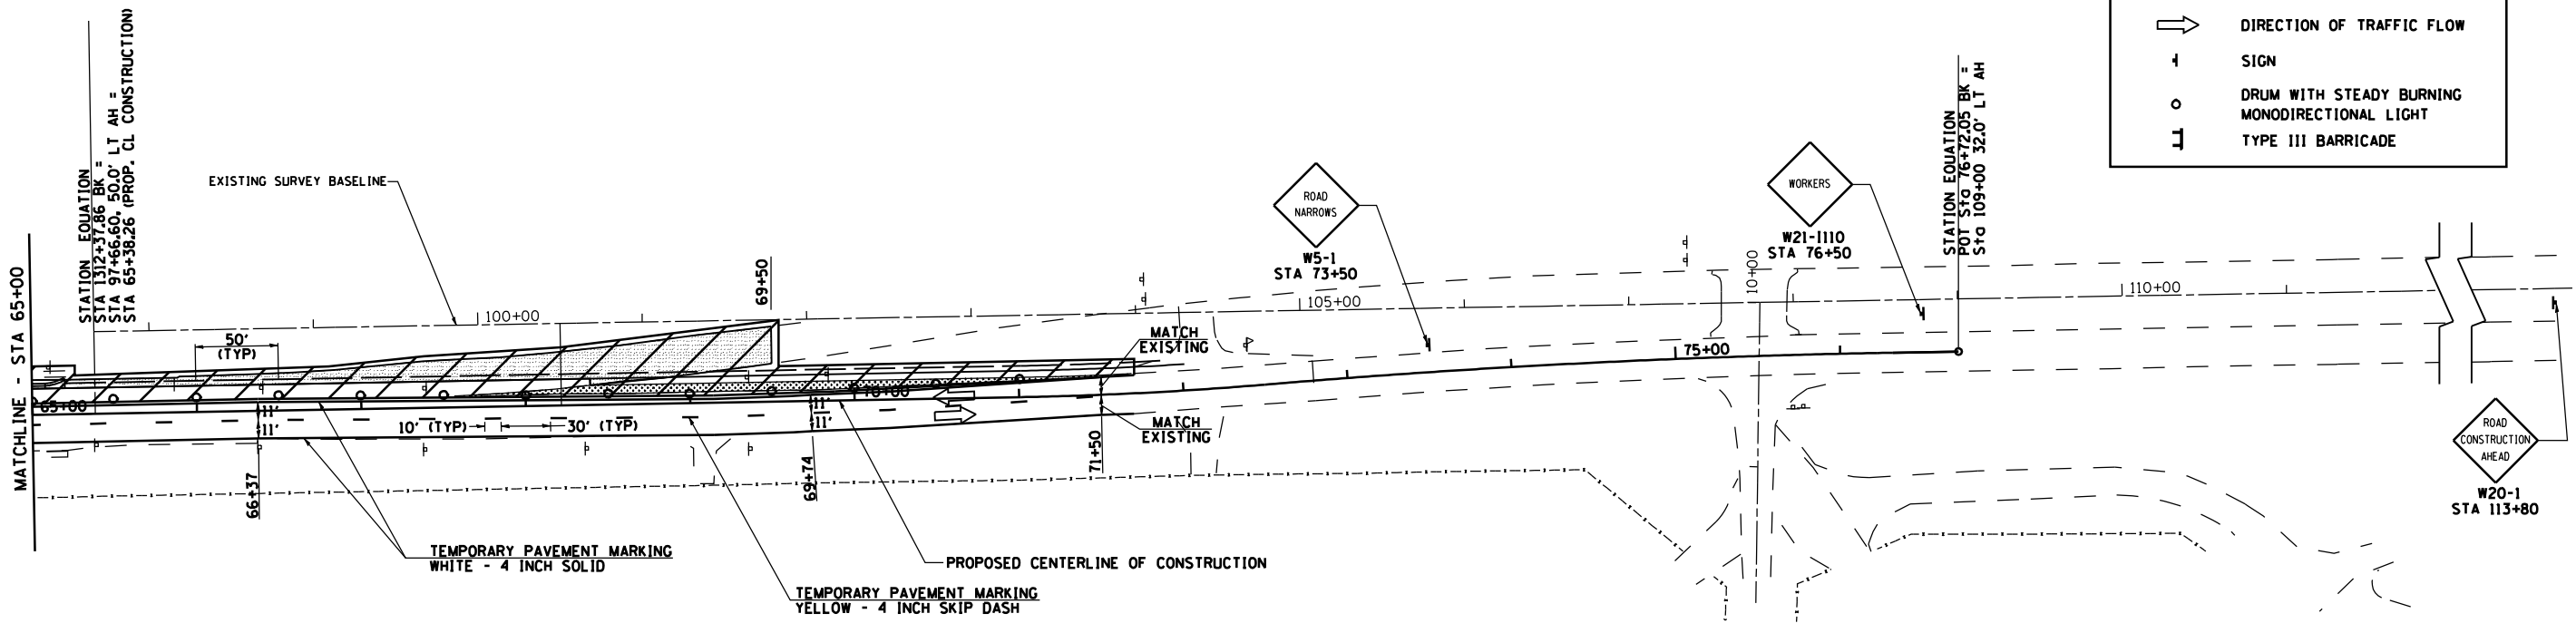 MATCHLINE - STA 65+00
STATION EQUATION
STA 1312+37.86 BK =
STA 97+66.60, 50.0' LT AH =
STA 65+38.26 (PROP. CL CONSTRUCTION)
EXISTING SURVEY BASELINE
50'
(TYP)
100+00
69+50
65+00
11'
11'
10' (TYP)
30' (TYP)
66+37
11'
11'
69+74
70+00
71+50
MATCH
EXISTING
MATCH
EXISTING
TEMPORARY PAVEMENT MARKING
WHITE - 4 INCH SOLID
TEMPORARY PAVEMENT MARKING
YELLOW - 4 INCH SKIP DASH
PROPOSED CENTERLINE OF CONSTRUCTION
ROAD
NARROWS
W5-1
STA 73+50
105+00
75+00
WORKERS
W21-I110
STA 76+50
10+00
STATION EQUATION
POT Sta 76+72.05 BK =
Sta 109+00 32.0' LT AH
110+00
DIRECTION OF TRAFFIC FLOW
SIGN
DRUM WITH STEADY BURNING
MONODIRECTIONAL LIGHT
TYPE III BARRICADE
ROAD
CONSTRUCTION
AHEAD
W20-1
STA 113+80